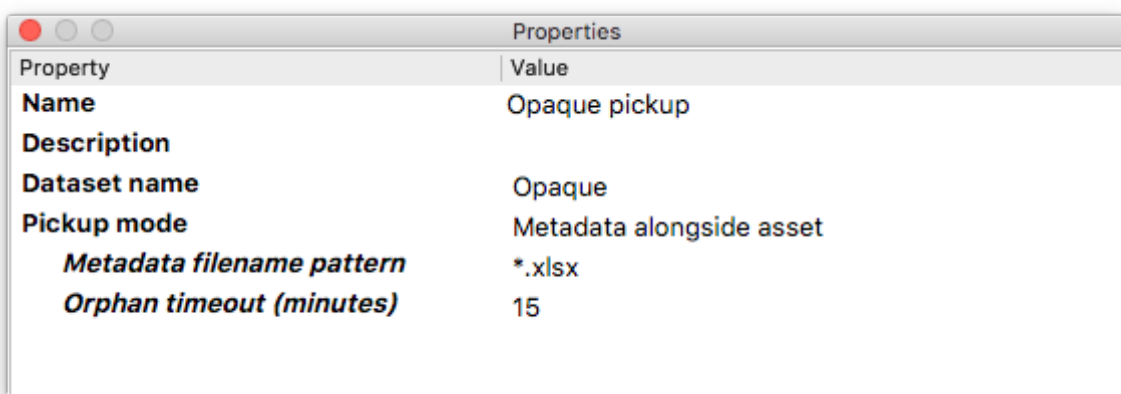 Properties
Property Value
Name Opaque pickup
Description
Dataset name Opaque
Pickup mode Metadata alongside asset
Metadata filename pattern *.xlsx
Orphan timeout (minutes) 15